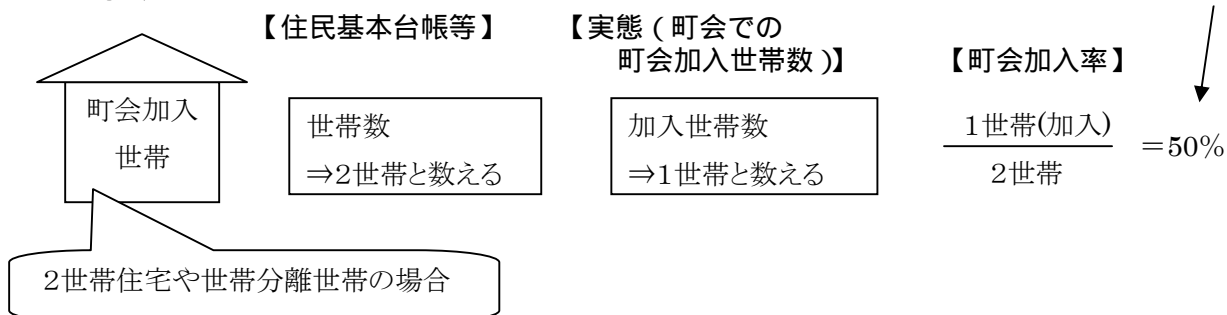 【住民基本台帳等】
【実態（町会での
町会加入世帯数）】
【町会加入率】
町会加入
世帯
世帯数
⇒2世帯と数える
加入世帯数
⇒1世帯と数える
1世帯(加入)
2世帯
＝50%
2世帯住宅や世帯分離世帯の場合